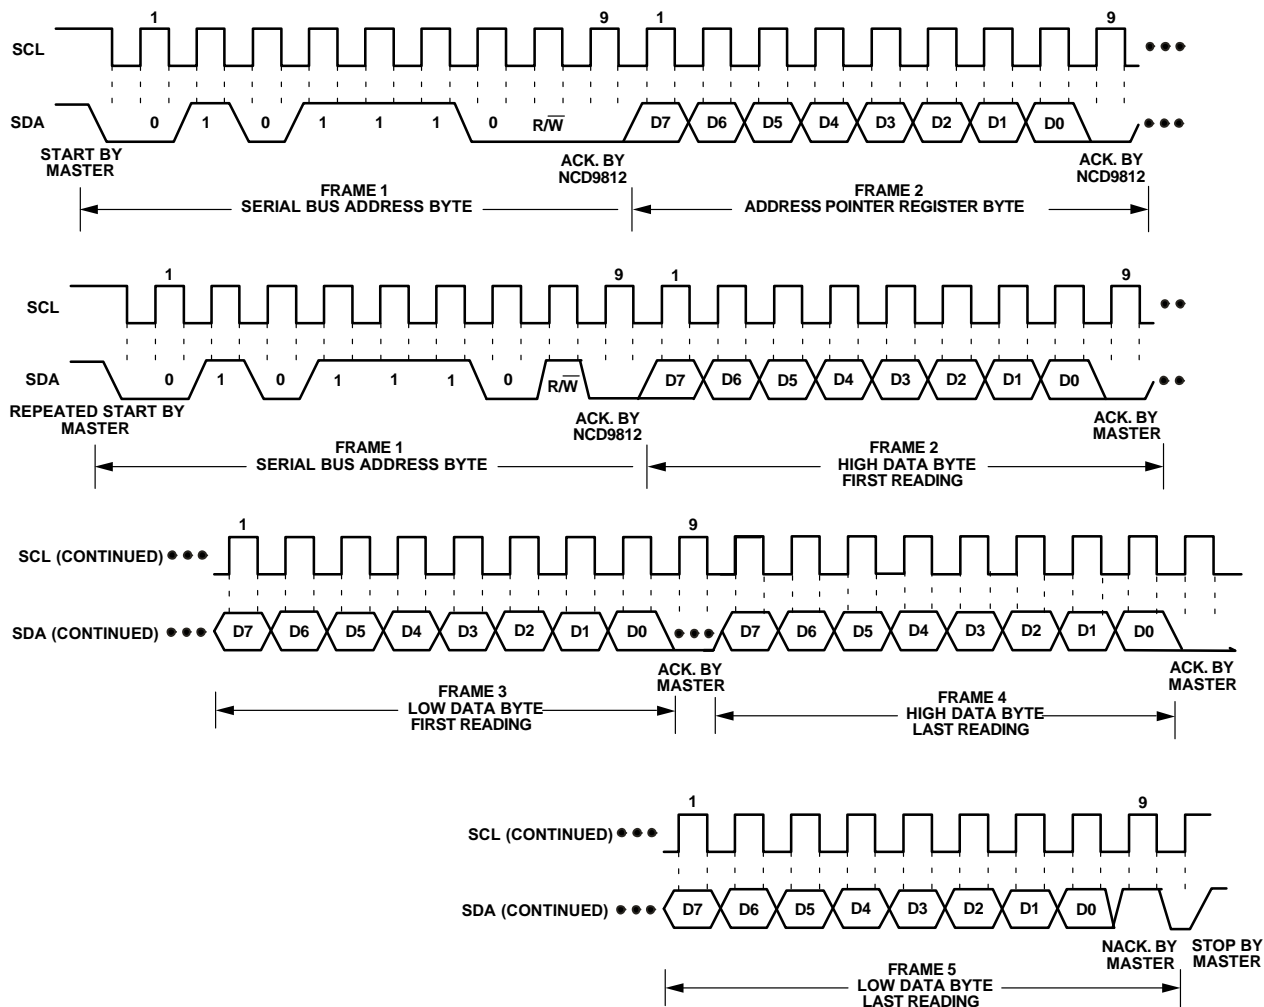 1 9 1 9
SCL
SDA 0 1 0 1 1 1 0 R/W̅ D7 D6 D5 D4 D3 D2 D1 D0
START BY
MASTER
ACK. BY
NCD9812
ACK. BY
NCD9812
FRAME 1
SERIAL BUS ADDRESS BYTE
FRAME 2
ADDRESS POINTER REGISTER BYTE
1 9 1 9
SCL
SDA 0 1 0 1 1 1 0 R/W̅ D7 D6 D5 D4 D3 D2 D1 D0
REPEATED START BY
MASTER
ACK. BY
NCD9812
ACK. BY
MASTER
FRAME 1
SERIAL BUS ADDRESS BYTE
FRAME 2
HIGH DATA BYTE
FIRST READING
1 9
SCL (CONTINUED)
SDA (CONTINUED) D7 D6 D5 D4 D3 D2 D1 D0 D7 D6 D5 D4 D3 D2 D1 D0
ACK. BY
MASTER
ACK. BY
MASTER
FRAME 3
LOW DATA BYTE
FIRST READING
FRAME 4
HIGH DATA BYTE
LAST READING
1 9
SCL (CONTINUED)
SDA (CONTINUED) D7 D6 D5 D4 D3 D2 D1 D0
NACK. BY
MASTER
STOP BY
MASTER
FRAME 5
LOW DATA BYTE
LAST READING